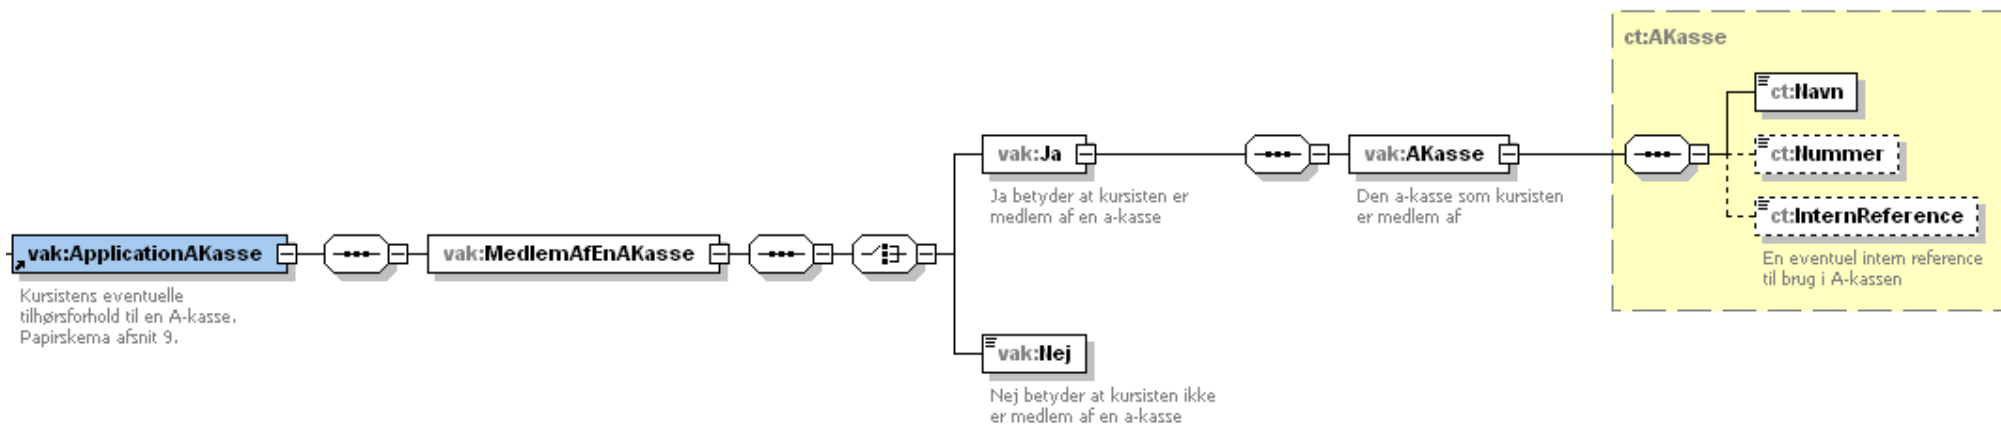 ct:AKasse
ct:Navn
vak:Ja
vak:AKasse
ct:Nummer
Ja betyder at kursisten er
medlem af en a-kasse
Den a-kasse som kursisten
er medlem af
ct:InternReference
En eventuel intern reference
til brug i A-kassen
vak:ApplicationAKasse
vak:MedlemAfEnAKasse
Kursistens eventuelle
tilhørsforhold til en A-kasse.
Papirskema afsnit 9.
vak:Nej
Nej betyder at kursisten ikke
er medlem af en a-kasse